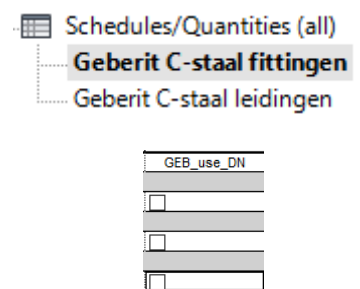 Schedules/Quantities (all)
Geberit C-staal fittingen
Geberit C-staal leidingen
GEB_use_DN